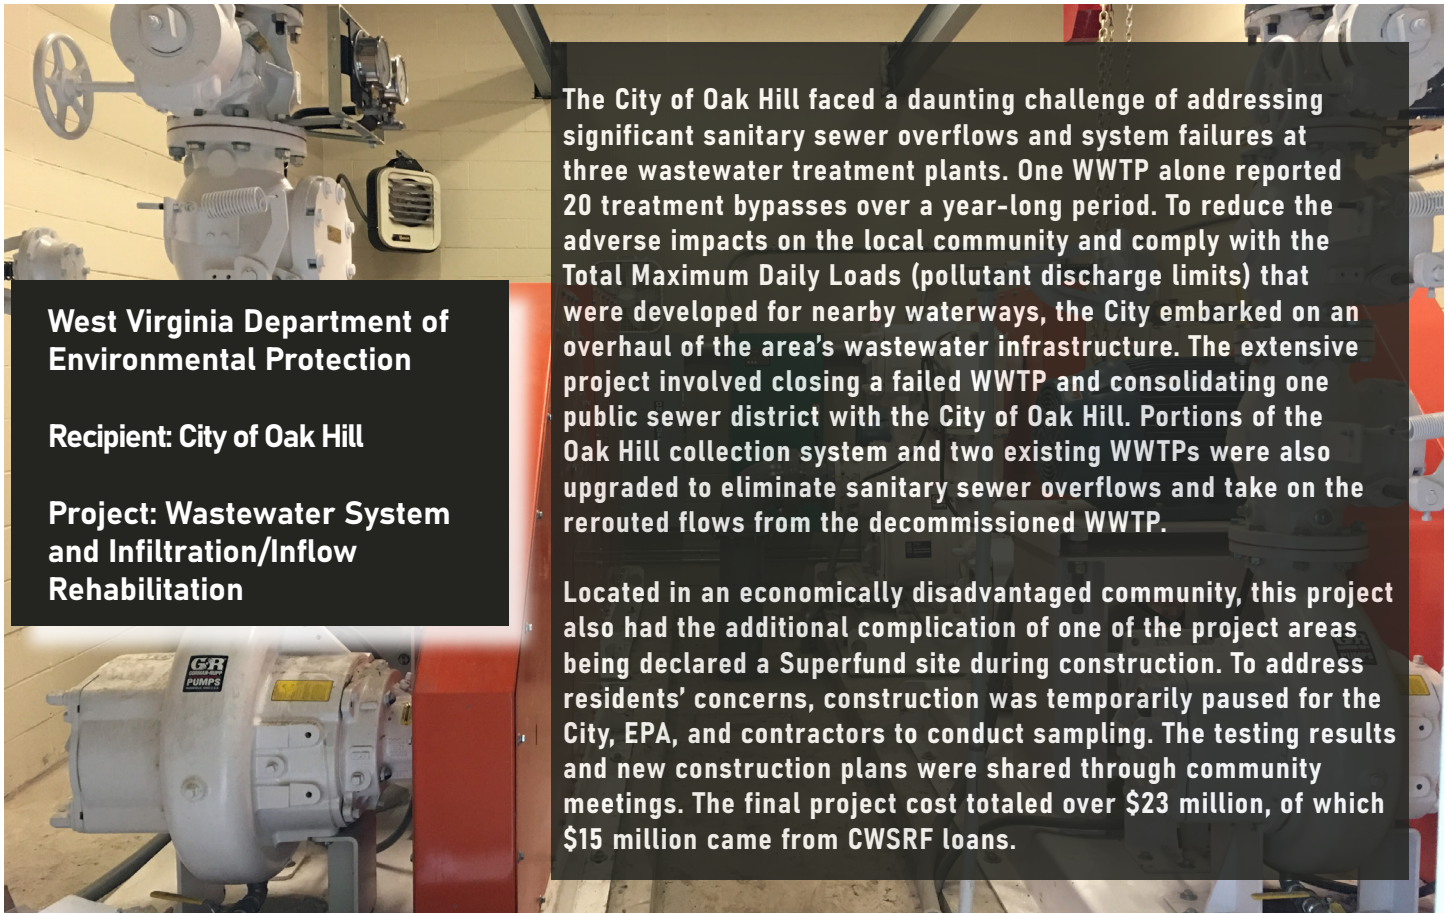 West Virginia Department of
Environmental Protection
Recipient: City of Oak Hill
Project: Wastewater System
and Infiltration/Inflow
Rehabilitation
The City of Oak Hill faced a daunting challenge of addressing
significant sanitary sewer overflows and system failures at
three wastewater treatment plants. One WWTP alone reported
20 treatment bypasses over a year-long period. To reduce the
adverse impacts on the local community and comply with the
Total Maximum Daily Loads (pollutant discharge limits) that
were developed for nearby waterways, the City embarked on an
overhaul of the area’s wastewater infrastructure. The extensive
project involved closing a failed WWTP and consolidating one
public sewer district with the City of Oak Hill. Portions of the
Oak Hill collection system and two existing WWTPs were also
upgraded to eliminate sanitary sewer overflows and take on the
rerouted flows from the decommissioned WWTP.
Located in an economically disadvantaged community, this project
also had the additional complication of one of the project areas
being declared a Superfund site during construction. To address
residents’ concerns, construction was temporarily paused for the
City, EPA, and contractors to conduct sampling. The testing results
and new construction plans were shared through community
meetings. The final project cost totaled over $23 million, of which
$15 million came from CWSRF loans.
GR
PUMPS